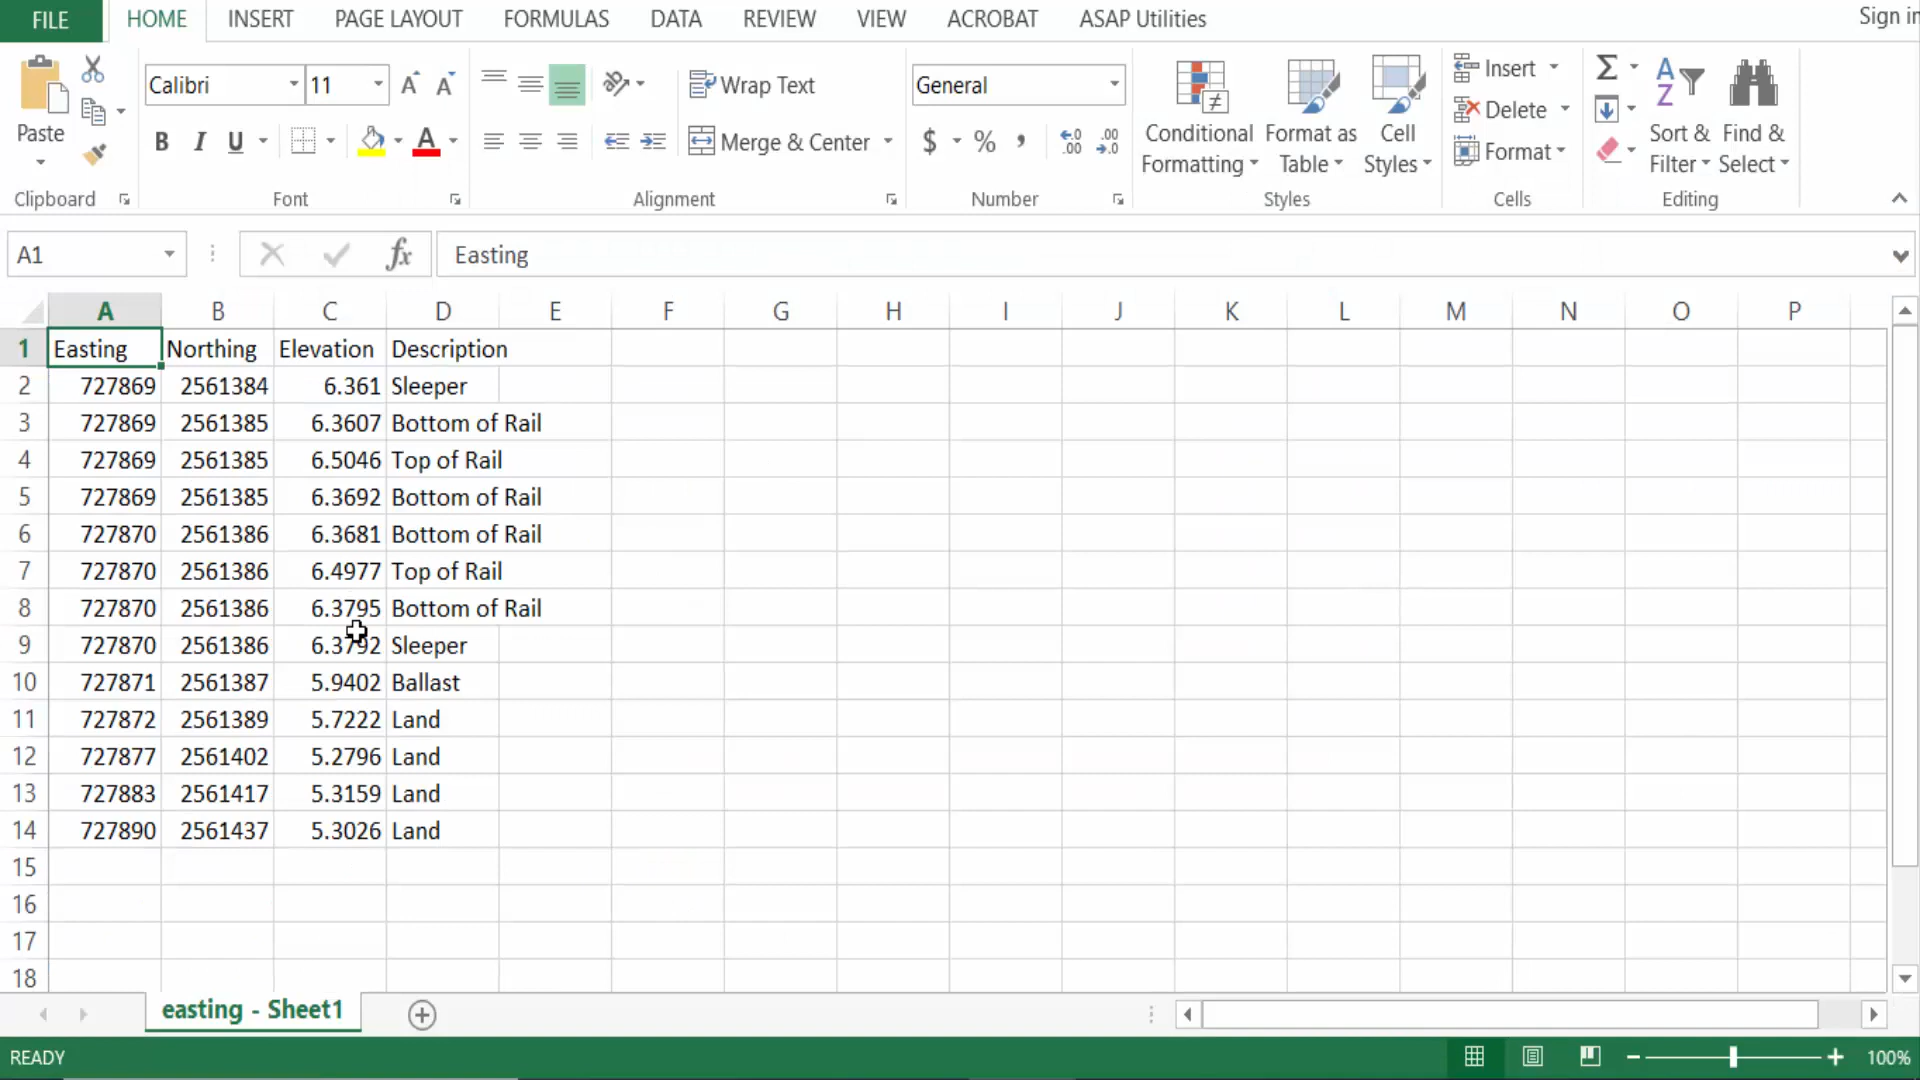 FILE HOME INSERT PAGE LAYOUT FORMULAS DATA REVIEW VIEW ACROBAT ASAP Utilities Sign in
Calibri 11 A A Wrap Text General Insert Σ A Z
Paste B I U A Merge & Center $ % , .0 .00 .00 .0 Conditional Formatting Format as Table Cell Styles Delete Format Sort & Filter Find & Select
Clipboard Font Alignment Number Styles Cells Editing
A1 fx Easting
A B C D E F G H I J K L M N O P
1 Easting Northing Elevation Description
2 727869 2561384 6.361 Sleeper
3 727869 2561385 6.3607 Bottom of Rail
4 727869 2561385 6.5046 Top of Rail
5 727869 2561385 6.3692 Bottom of Rail
6 727870 2561386 6.3681 Bottom of Rail
7 727870 2561386 6.4977 Top of Rail
8 727870 2561386 6.3795 Bottom of Rail
9 727870 2561386 6.3792 Sleeper
10 727871 2561387 5.9402 Ballast
11 727872 2561389 5.7222 Land
12 727877 2561402 5.2796 Land
13 727883 2561417 5.3159 Land
14 727890 2561437 5.3026 Land
15
16
17
18
easting - Sheet1
READY 100%